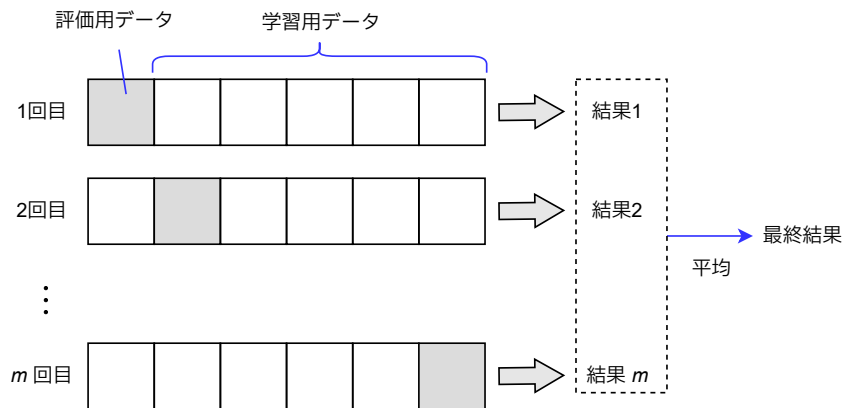 評価用データ
学習用データ
1回目
結果1
2回目
結果2
最終結果
平均
⋮
m 回目
結果 m